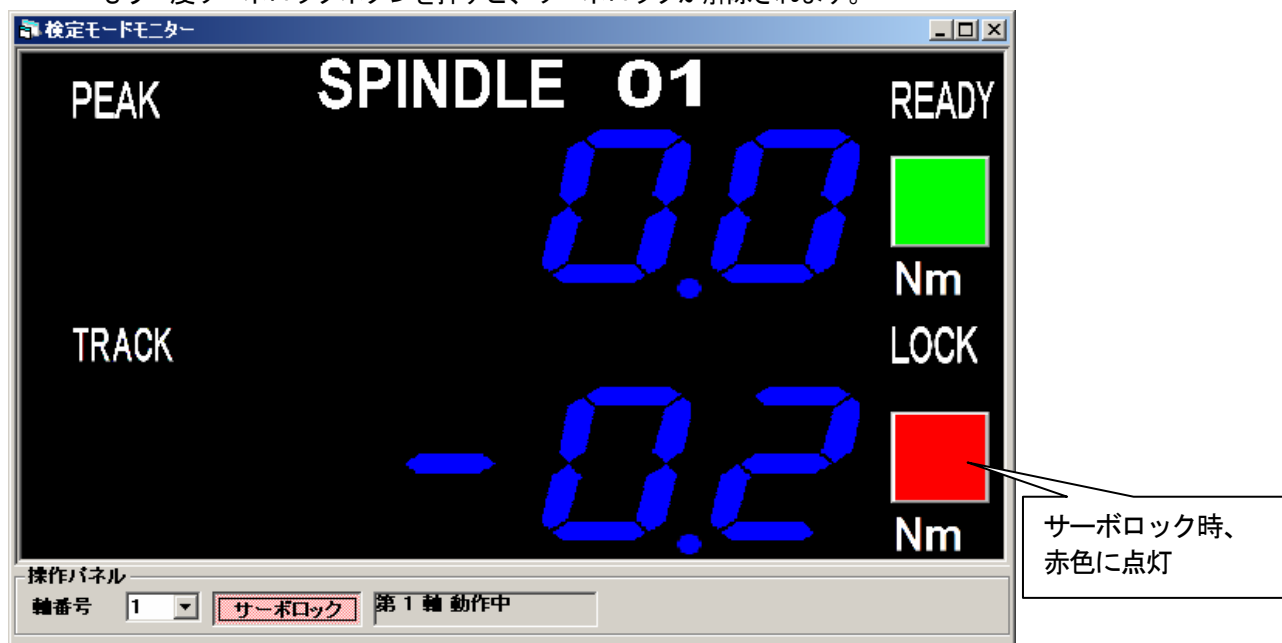 検定モードモニター
PEAK
SPINDLE 01
READY
0.0
Nm
TRACK
LOCK
-0.2
Nm
サーボロック時、
赤色に点灯
操作パネル
軸番号
1
サーボロック
第 1 軸 動作中